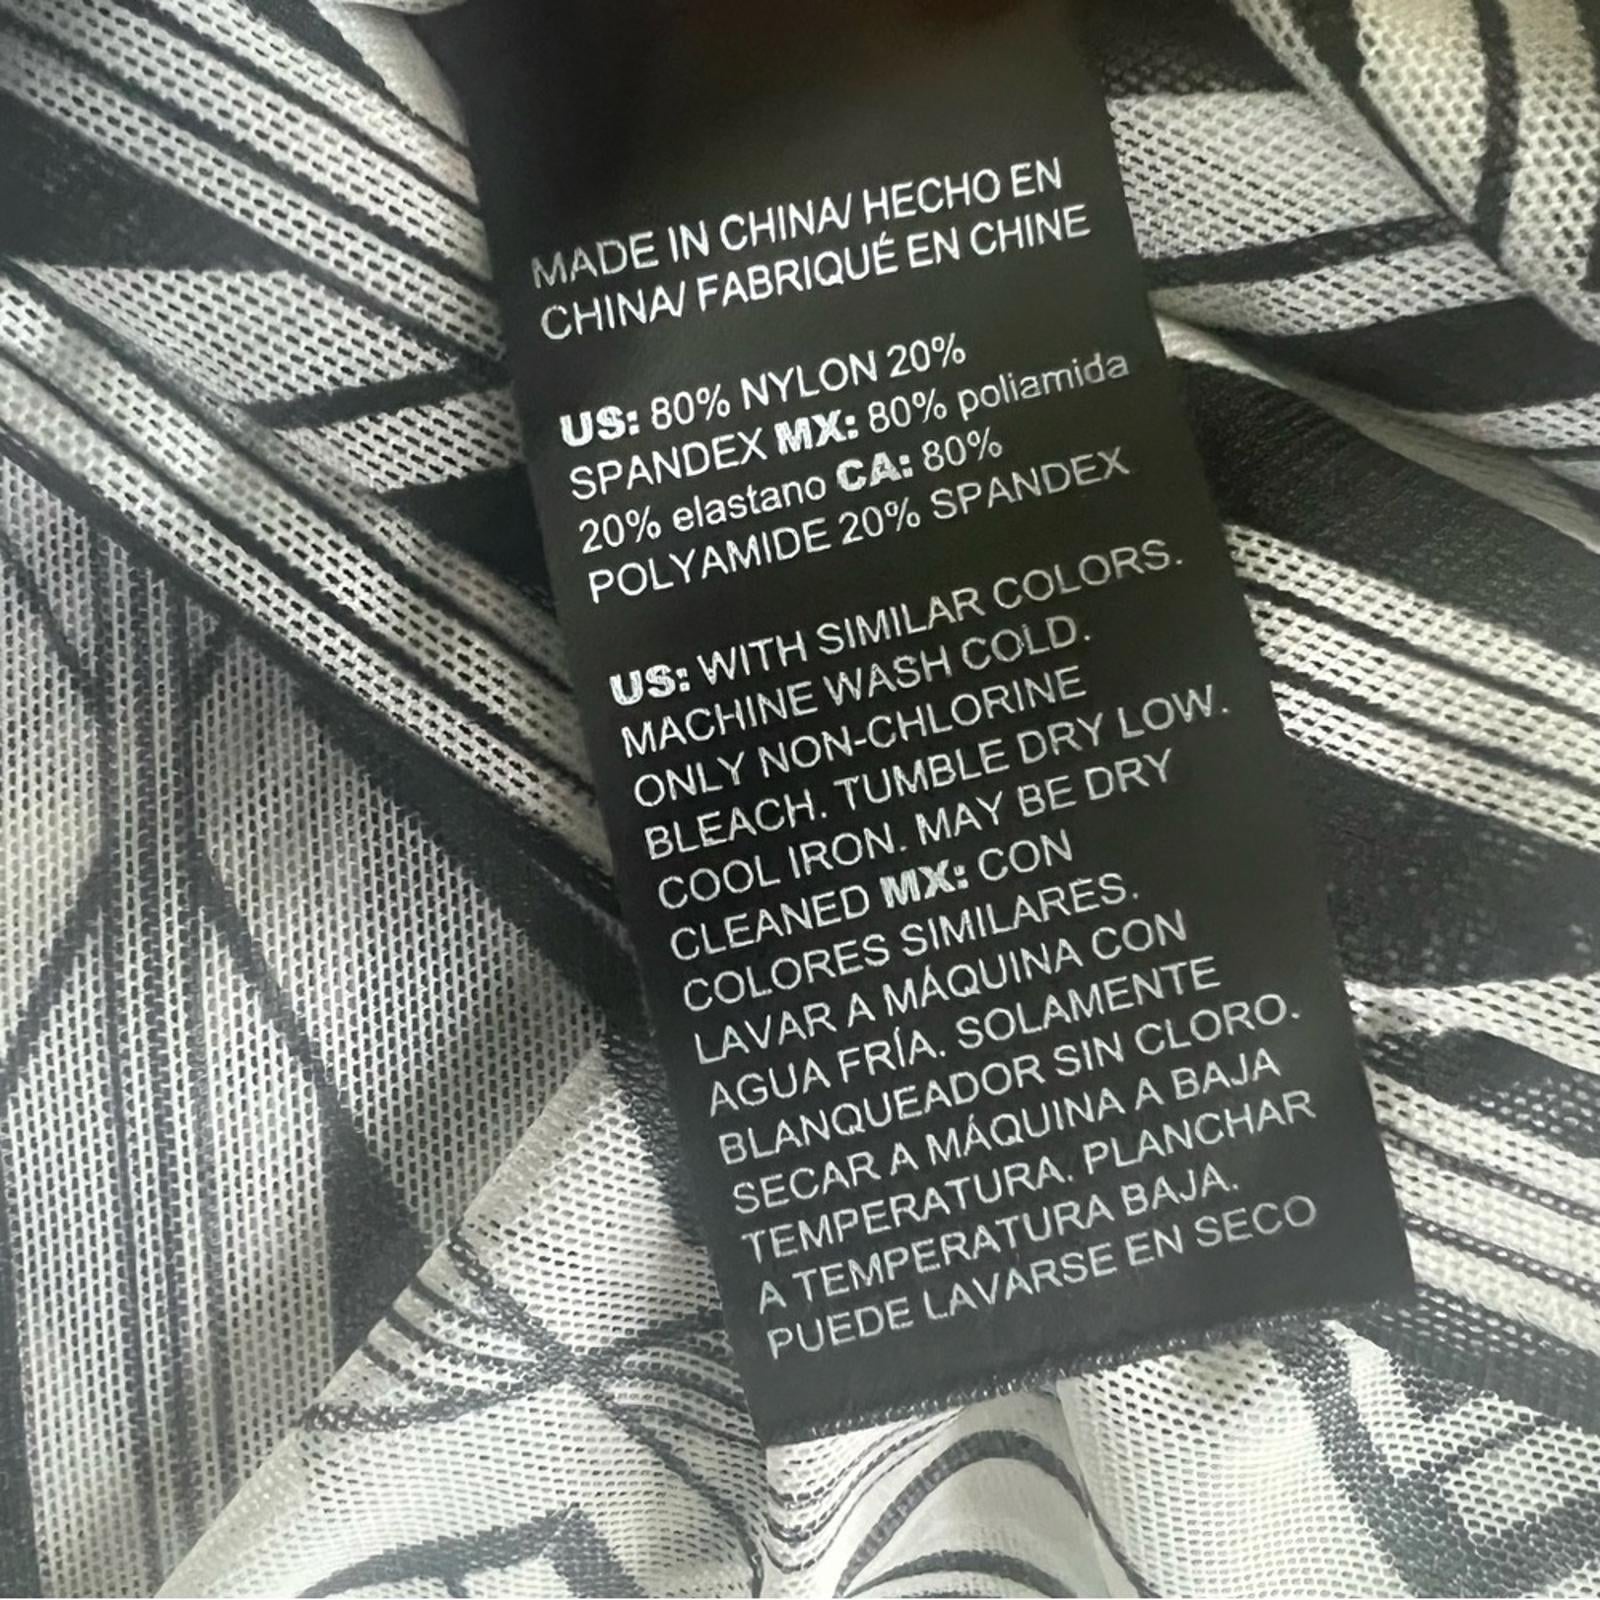 MADE IN CHINA/ HECHO EN
CHINA/ FABRIQUÉ EN CHINE
US: 80% NYLON 20%
SPANDEX MX: 80% poliamida
20% elastano CA: 80%
POLYAMIDE 20% SPANDEX
US: WITH SIMILAR COLORS.
MACHINE WASH COLD.
ONLY NON-CHLORINE
BLEACH. TUMBLE DRY LOW.
COOL IRON. MAY BE DRY
CLEANED MX: CON
COLORES SIMILARES.
LAVAR A MÁQUINA CON
AGUA FRÍA. SOLAMENTE
BLANQUEADOR SIN CLORO.
SECAR A MÁQUINA A BAJA
TEMPERATURA. PLANCHAR
A TEMPERATURA BAJA.
PUEDE LAVARSE EN SECO